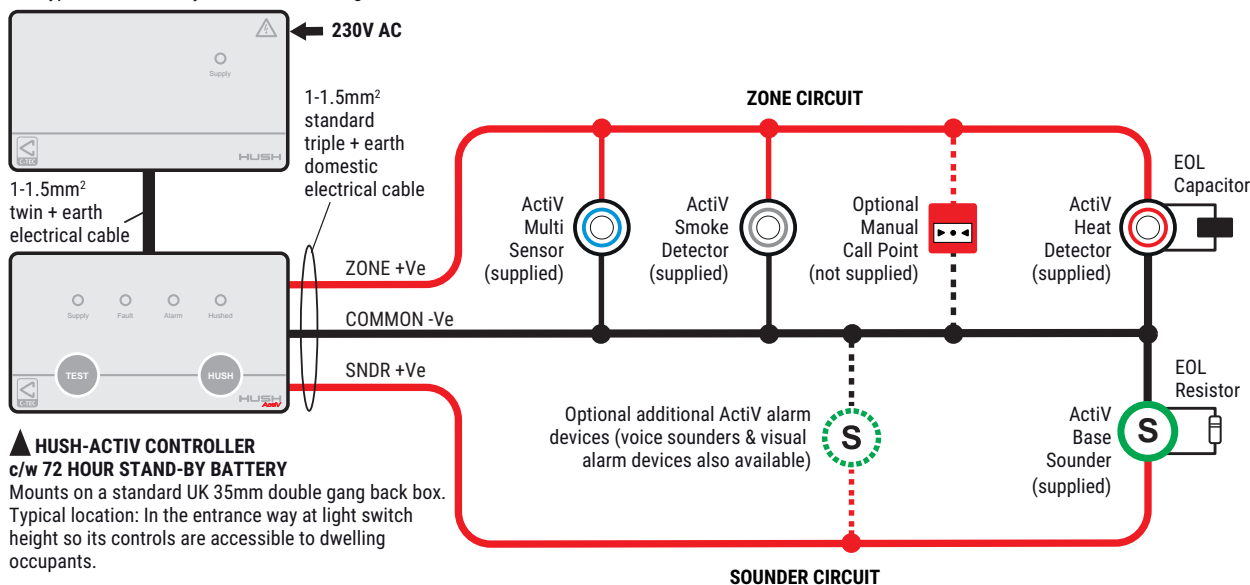 230V AC
Supply
C-TEC
HUSH
1-1.5mm²
twin + earth
electrical cable
1-1.5mm²
standard
triple + earth
domestic
electrical cable
ZONE CIRCUIT
ActiV
Multi
Sensor
(supplied)
ActiV
Smoke
Detector
(supplied)
Optional
Manual
Call Point
(not supplied)
ActiV
Heat
Detector
(supplied)
EOL
Capacitor
ZONE +Ve
COMMON -Ve
SNDR +Ve
Supply
Fault
Alarm
Hushed
TEST
HUSH
C-TEC
HUSH
ActiV
Optional additional ActiV alarm
devices (voice sounders & visual
alarm devices also available)
S
ActiV
Base
Sounder
(supplied)
S
EOL
Resistor
HUSH-ACTIV CONTROLLER
c/w 72 HOUR STAND-BY BATTERY
Mounts on a standard UK 35mm double gang back box.
Typical location: In the entrance way at light switch
height so its controls are accessible to dwelling
occupants.
SOUNDER CIRCUIT